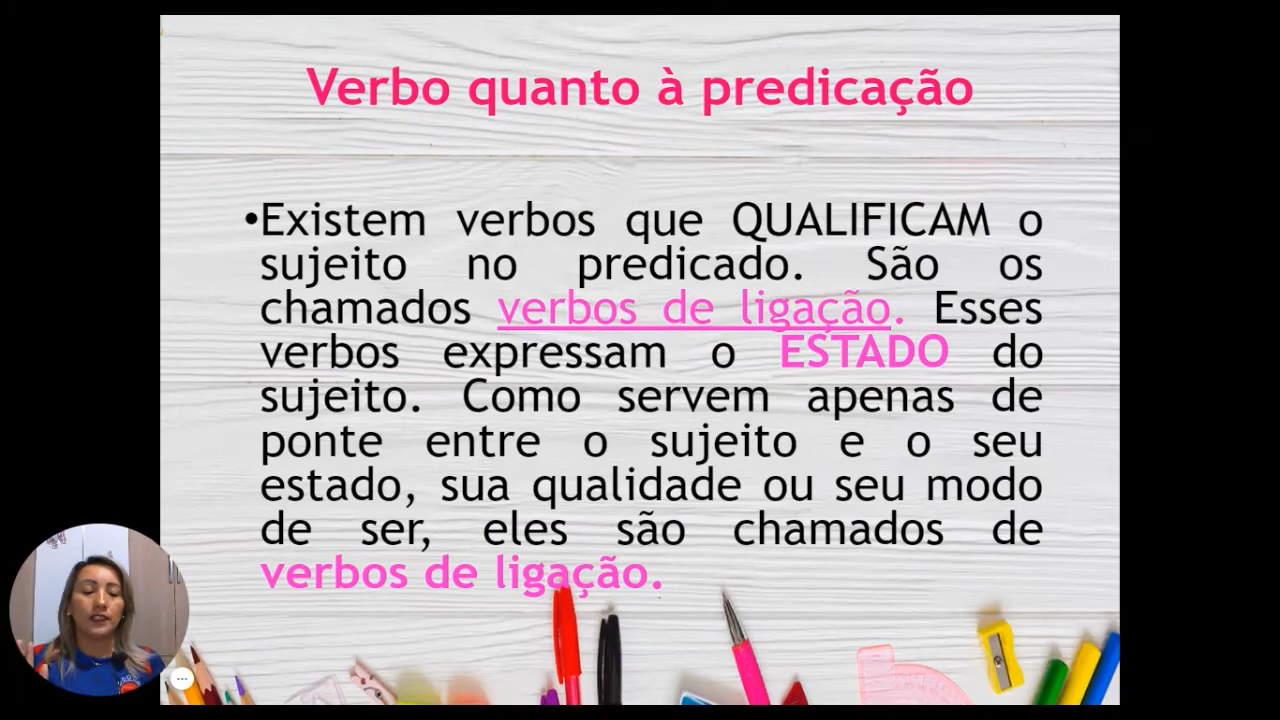 Verbo quanto à predicação
•Existem verbos que QUALIFICAM o
sujeito no predicado. São os
chamados verbos de ligação. Esses
verbos expressam o ESTADO do
sujeito. Como servem apenas de
ponte entre o sujeito e o seu
estado, sua qualidade ou seu modo
de ser, eles são chamados de
verbos de ligação.